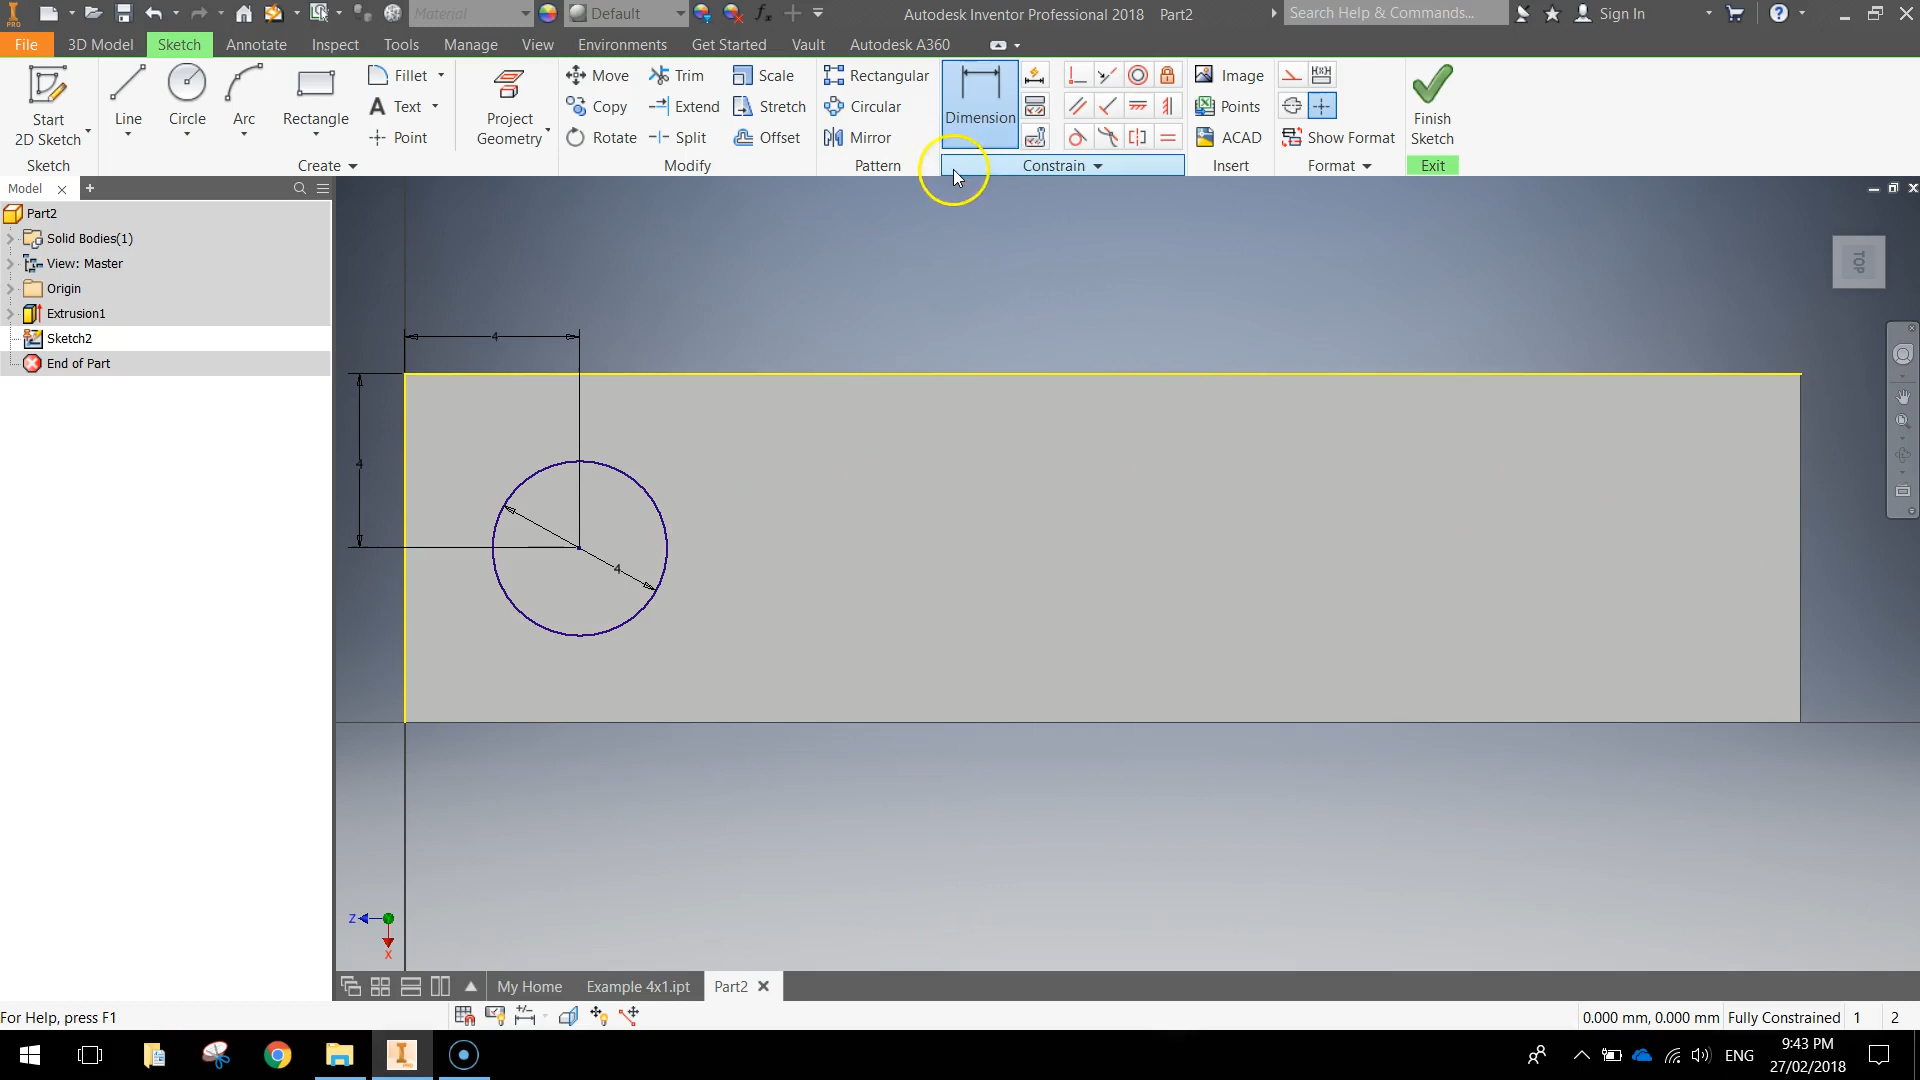 PRO
Material
Default
Autodesk Inventor Professional 2018 Part2
Search Help & Commands...
Sign In
File
3D Model
Sketch
Annotate
Inspect
Tools
Manage
View
Environments
Get Started
Vault
Autodesk A360
Start
2D Sketch
Line
Circle
Arc
Rectangle
Fillet
Text
Point
Project
Geometry
Move
Copy
Rotate
Trim
Extend
Split
Scale
Stretch
Offset
Rectangular
Circular
Mirror
Dimension
Image
Points
ACAD
Show Format
Finish
Sketch
Sketch
Create
Modify
Pattern
Constrain
Insert
Format
Exit
Model
Part2
Solid Bodies(1)
View: Master
Origin
Extrusion1
Sketch2
End of Part
TOP
4
4
4
Z
X
My Home
Example 4x1.ipt
Part2
For Help, press F1
0.000 mm, 0.000 mm
Fully Constrained
1
2
ENG
9:43 PM
27/02/2018